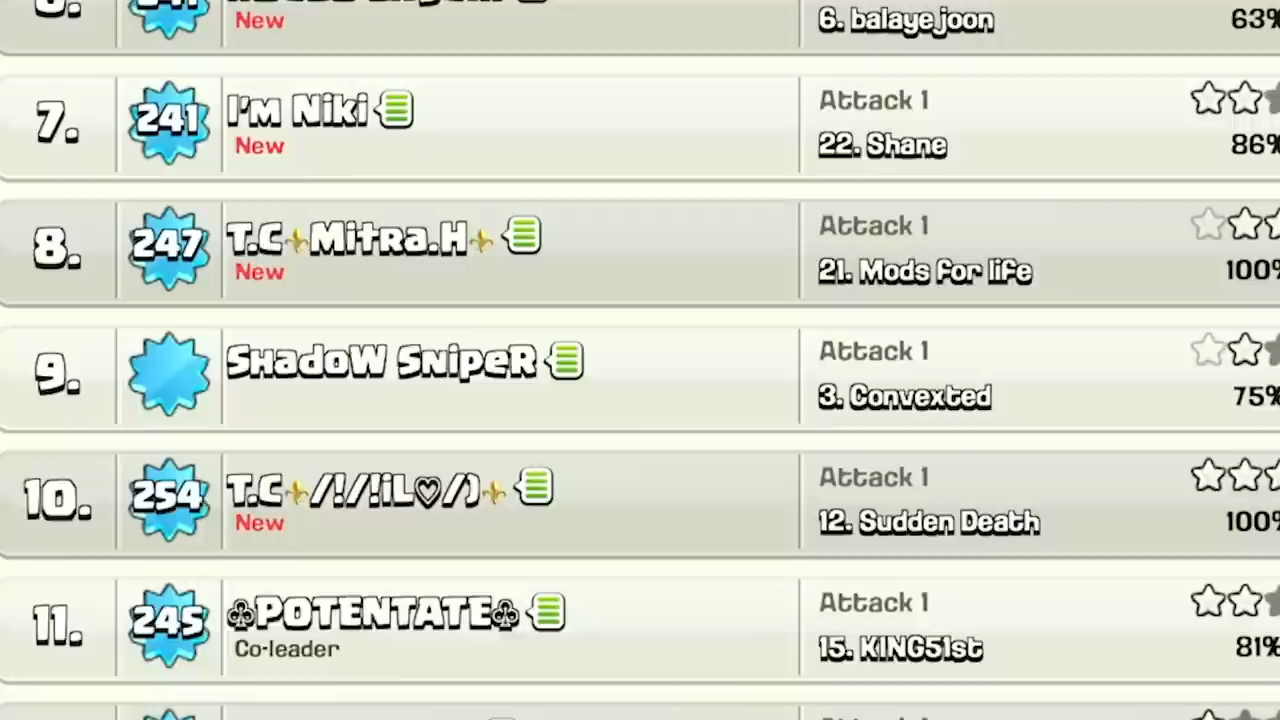 New
6. balayejoon
63%
7.
241
I'm Niki
New
Attack 1
22. Shane
86%
8.
247
T.C⚜Mitra.H⚜
New
Attack 1
21. Mods for life
100%
9.
ShadoW SnipeR
Attack 1
3. Convexted
75%
10.
254
T.C⚜/!/!iL♡/)⚜
New
Attack 1
12. Sudden Death
100%
11.
245
♧POTENTATE♧
Co-leader
Attack 1
15. KING51st
81%